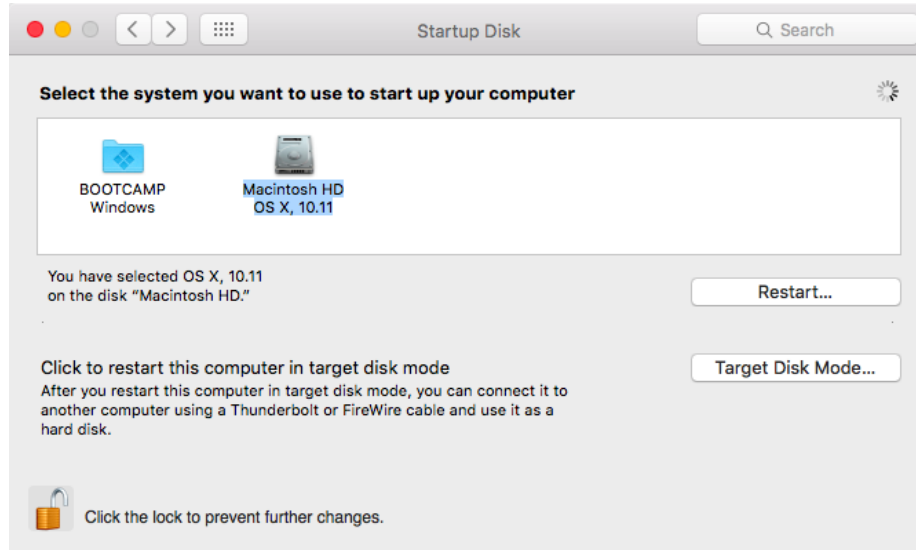 Startup Disk
Search
Select the system you want to use to start up your computer
BOOTCAMP
Windows
Macintosh HD
OS X, 10.11
You have selected OS X, 10.11
on the disk “Macintosh HD.”
Restart...
Click to restart this computer in target disk mode
After you restart this computer in target disk mode, you can connect it to
another computer using a Thunderbolt or FireWire cable and use it as a
hard disk.
Target Disk Mode...
Click the lock to prevent further changes.